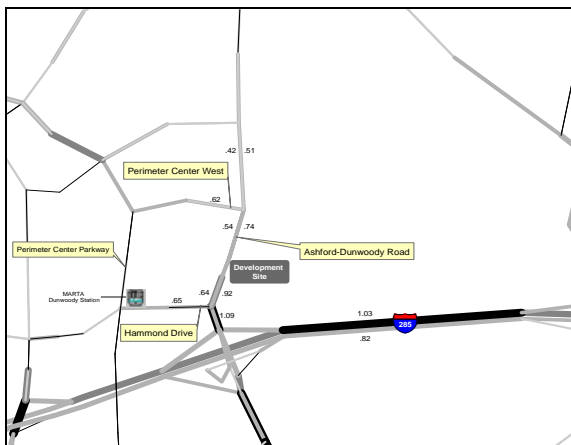 .42 .51
Perimeter Center West
.62
.54 .74
Perimeter Center Parkway
Ashford-Dunwoody Road
Development
Site
MARTA
Dunwoody Station
.64 .92
.65
1.09
Hammond Drive
1.03
285
.82